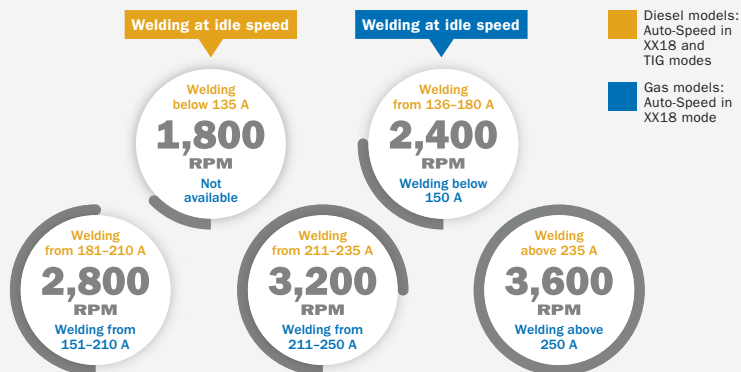 Welding at idle speed
Welding at idle speed
Diesel models:
Auto-Speed in
XX18 and
TIG modes
Gas models:
Auto-Speed in
XX18 mode
Welding
below 135 A
1,800
RPM
Not
available
Welding
from 136–180 A
2,400
RPM
Welding below
150 A
Welding
from 181–210 A
2,800
RPM
Welding from
151–210 A
Welding
from 211–235 A
3,200
RPM
Welding from
211–250 A
Welding
above 235 A
3,600
RPM
Welding above
250 A